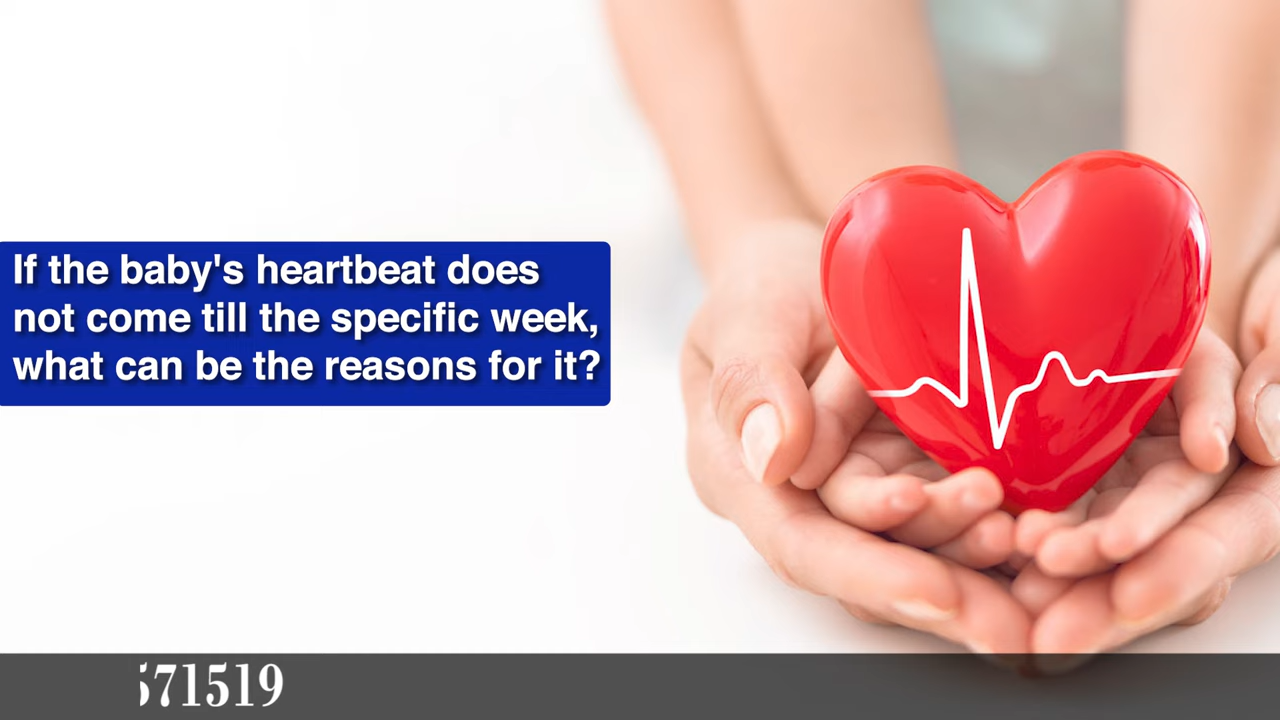 If the baby's heartbeat does
not come till the specific week,
what can be the reasons for it?
71519